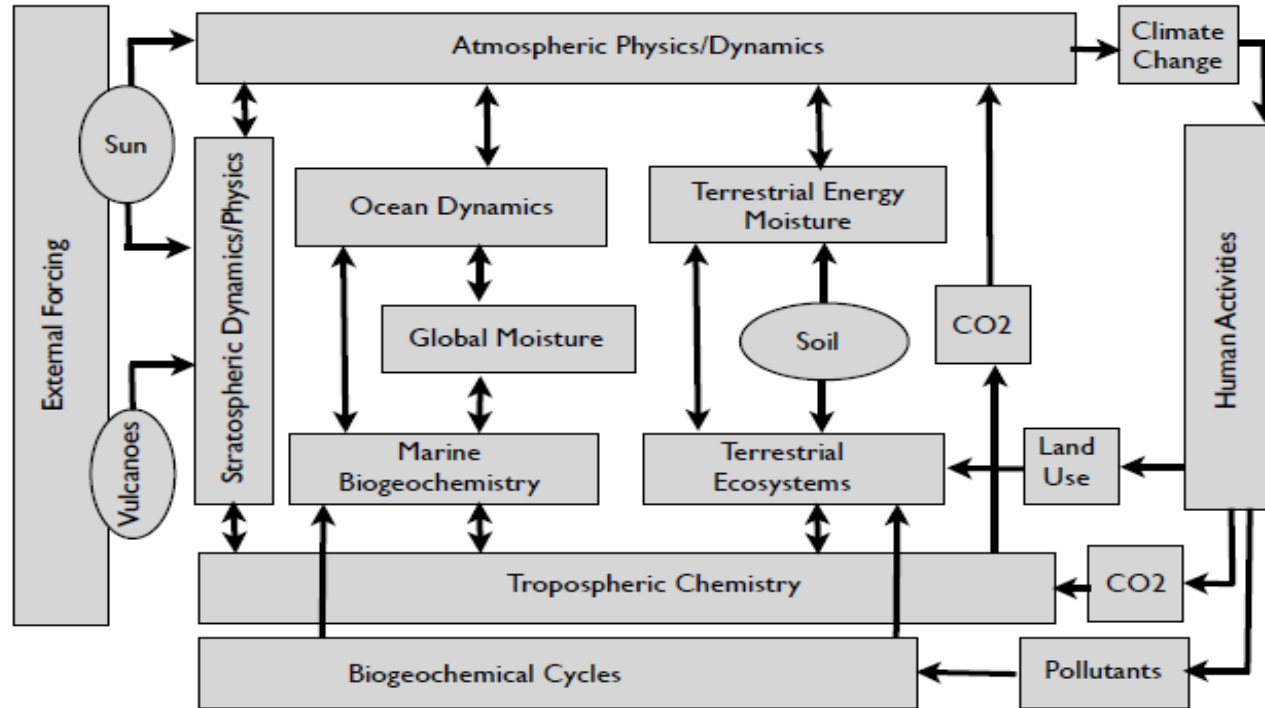 Atmospheric Physics/Dynamics
Climate
Change
Sun
External Forcing
Vulcanoes
Stratospheric Dynamics/Physics
Ocean Dynamics
Terrestrial Energy
Moisture
Global Moisture
Soil
CO2
Human Activities
Marine
Biogeochemistry
Terrestrial
Ecosystems
Land
Use
Tropospheric Chemistry
CO2
Biogeochemical Cycles
Pollutants